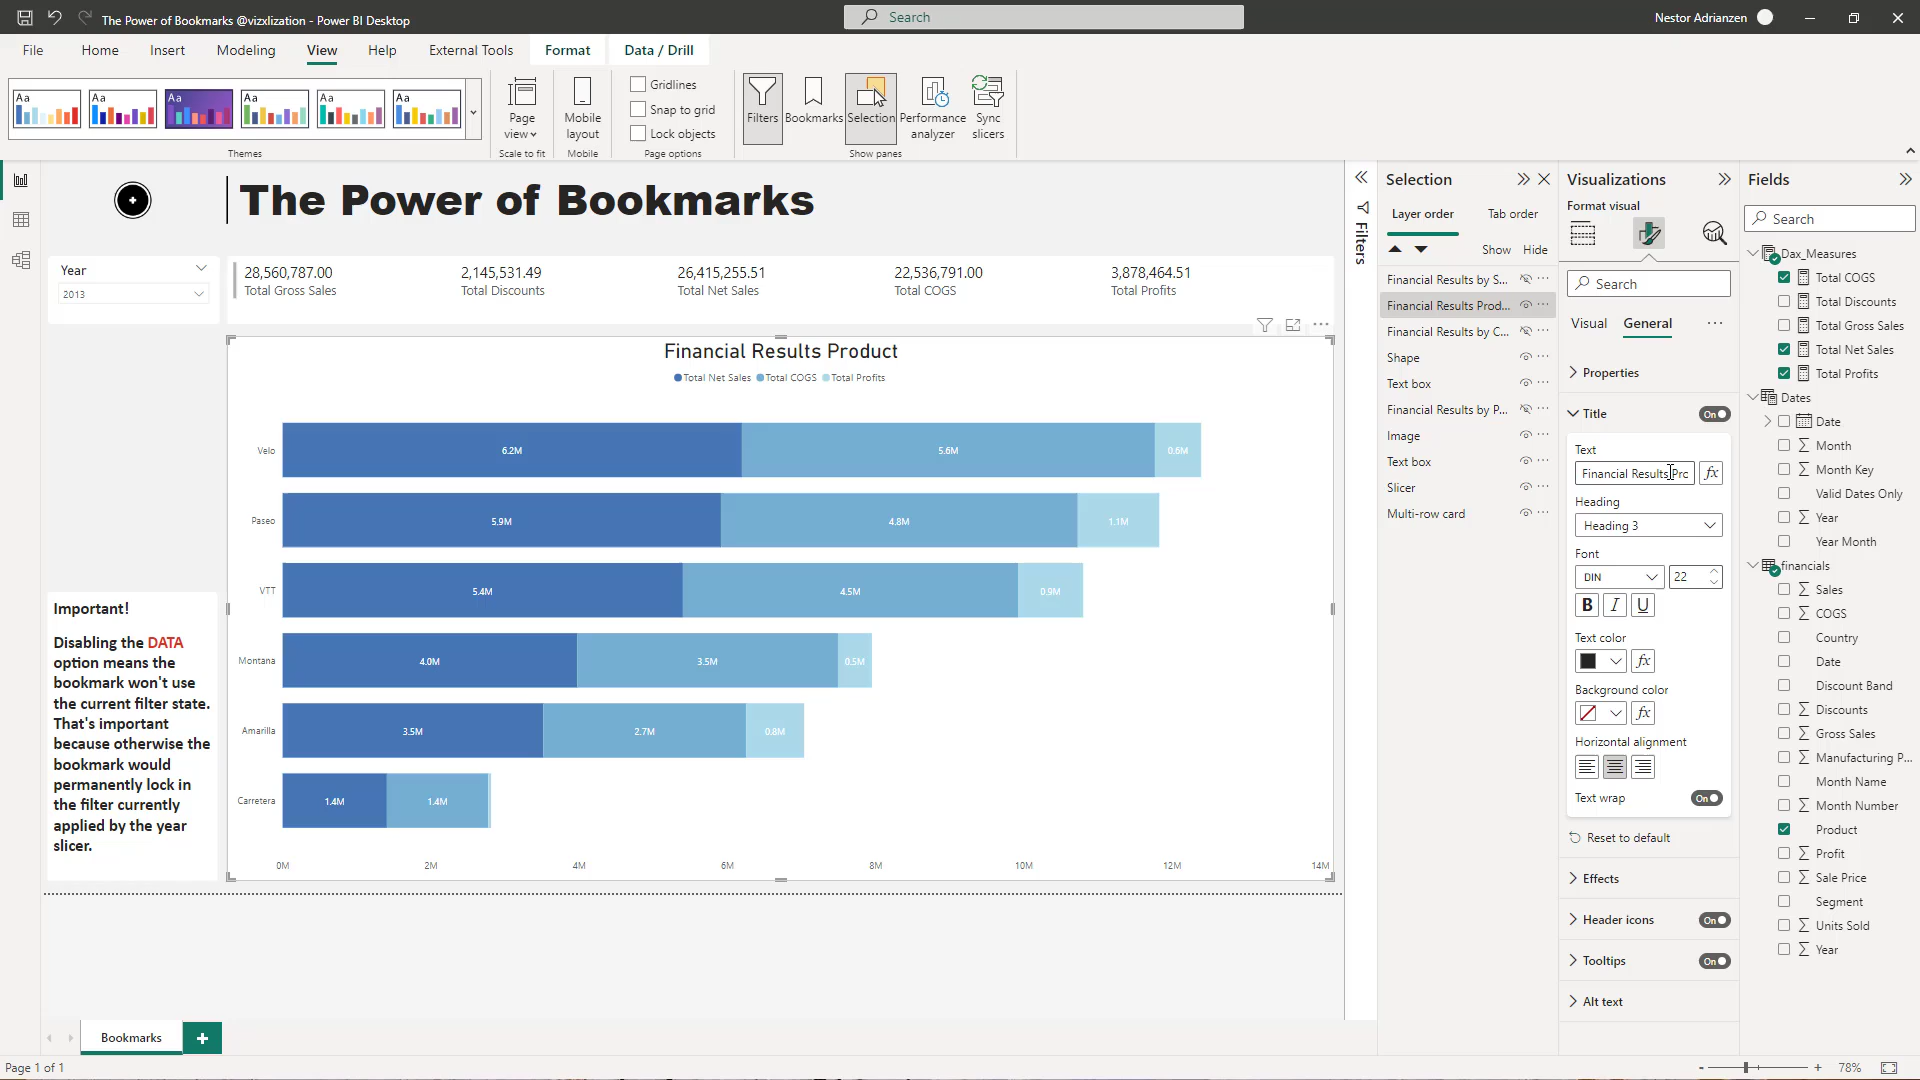 The Power of Bookmarks @vizxlization - Power BI Desktop
Search
Nestor Adrianzen
File
Home
Insert
Modeling
View
Help
External Tools
Format
Data / Drill
Aa
Aa
Aa
Aa
Aa
Aa
Page view
Mobile layout
Gridlines
Snap to grid
Lock objects
Filters
Bookmarks
Selection
Performance analyzer
Sync slicers
Themes
Scale to fit
Mobile
Page options
Show panes
The Power of Bookmarks
Year
2013
28,560,787.00
Total Gross Sales
2,145,531.49
Total Discounts
26,415,255.51
Total Net Sales
22,536,791.00
Total COGS
3,878,464.51
Total Profits
Financial Results Product
Total Net Sales
Total COGS
Total Profits
Velo
6.2M
5.6M
0.6M
Paseo
5.9M
4.8M
1.1M
VTT
5.4M
4.5M
0.9M
Montana
4.0M
3.5M
0.5M
Amarilla
3.5M
2.7M
0.8M
Carretera
1.4M
1.4M
0M
2M
4M
6M
8M
10M
12M
14M
Important!
Disabling the DATA
option means the
bookmark won't use
the current filter state.
That's important
because otherwise the
bookmark would
permanently lock in
the filter currently
applied by the year
slicer.
Filters
Selection
Layer order
Tab order
Show
Hide
Financial Results by S...
Financial Results Prod...
Financial Results by C...
Shape
Text box
Financial Results by P...
Image
Text box
Slicer
Multi-row card
Visualizations
Format visual
Search
Visual
General
Properties
Title
On
Text
Financial Results Prc
fx
Heading
Heading 3
Font
DIN
22
B
I
U
Text color
fx
Background color
fx
Horizontal alignment
Text wrap
On
Reset to default
Effects
Header icons
On
Tooltips
On
Alt text
Fields
Search
Dax_Measures
Total COGS
Total Discounts
Total Gross Sales
Total Net Sales
Total Profits
Dates
Date
Month
Month Key
Valid Dates Only
Year
Year Month
financials
Sales
COGS
Country
Date
Discount Band
Discounts
Gross Sales
Manufacturing P...
Month Name
Month Number
Product
Profit
Sale Price
Segment
Units Sold
Year
Bookmarks
Page 1 of 1
78%